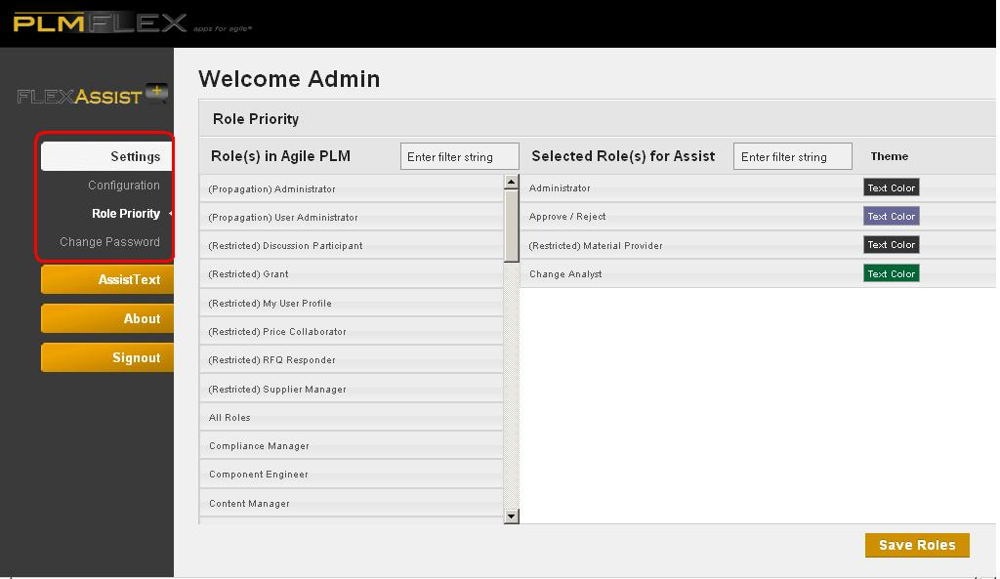 PLMFLEX apps for agile™
FLEXASSIST +
Settings
Configuration
Role Priority
Change Password
AssistText
About
Signout
Welcome Admin
Role Priority
Role(s) in Agile PLM
Enter filter string
(Propagation) Administrator
(Propagation) User Administrator
(Restricted) Discussion Participant
(Restricted) Grant
(Restricted) My User Profile
(Restricted) Price Collaborator
(Restricted) RFQ Responder
(Restricted) Supplier Manager
All Roles
Compliance Manager
Component Engineer
Content Manager
Selected Role(s) for Assist
Enter filter string
Theme
Administrator
Text Color
Approve / Reject
Text Color
(Restricted) Material Provider
Text Color
Change Analyst
Text Color
Save Roles